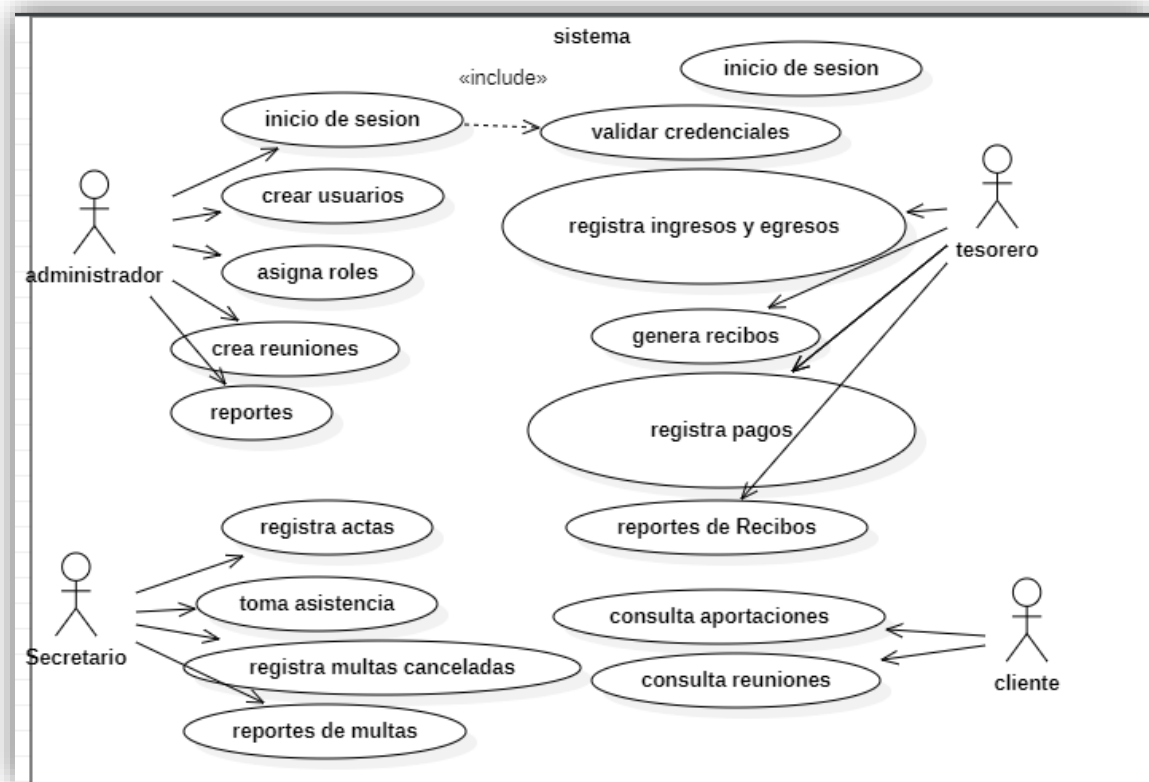 sistema
inicio de sesion
«include»
inicio de sesion
validar credenciales
crear usuarios
registra ingresos y egresos
administrador
asigna roles
tesorero
crea reuniones
genera recibos
reportes
registra pagos
registra actas
reportes de Recibos
toma asistencia
consulta aportaciones
Secretario
registra multas canceladas
consulta reuniones
cliente
reportes de multas